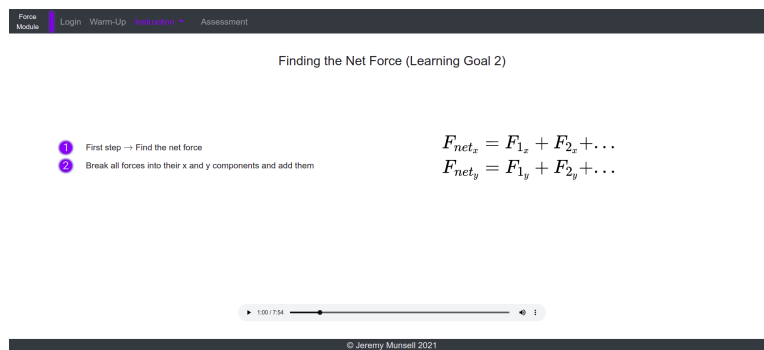 Force Module Login Warm-Up Instruction Assessment
Finding the Net Force (Learning Goal 2)
1 First step → Find the net force
2 Break all forces into their x and y components and add them
F_{net_x} = F_{1_x} + F_{2_x} + ...
F_{net_y} = F_{1_y} + F_{2_y} + ...
1:00 / 7:54
© Jeremy Munsell 2021